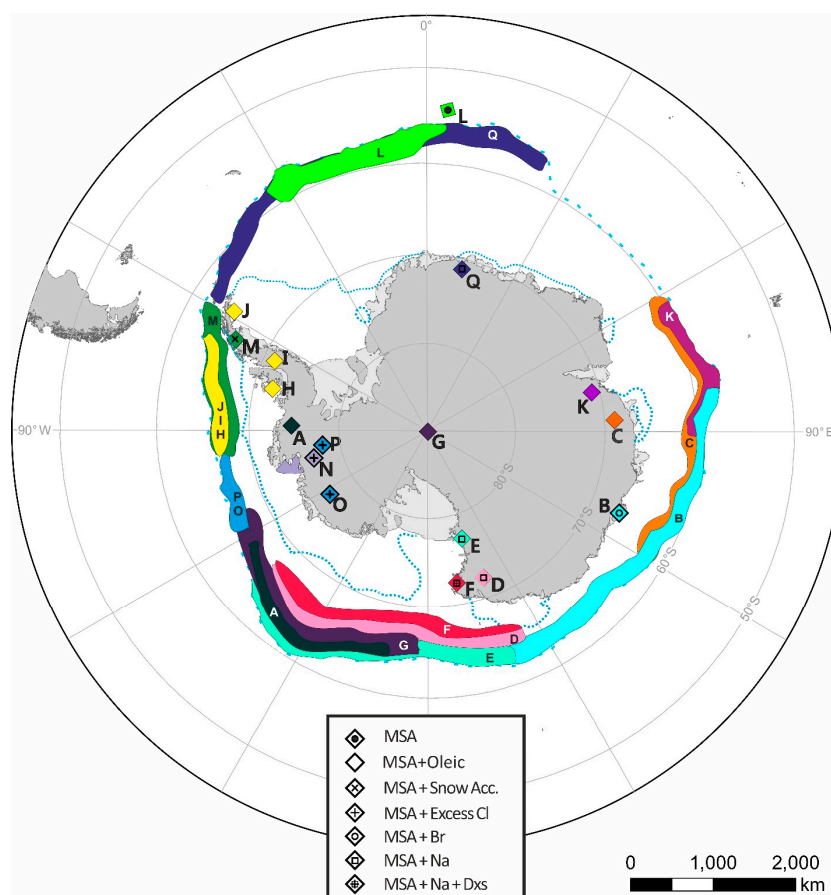 0°
L
Q
L
Q
K
J
M
M
I
H
J
I
H
K
90°W
A
P
G
C
90°E
N
C
80°S
O
P
O
B
70°S
B
E
60°S
F
D
A
F
50°S
G
D
E
MSA
MSA+Oleic
MSA + Snow Acc.
MSA + Excess Cl
MSA + Br
MSA + Na
MSA + Na + Dxs
0 1,000 2,000
km